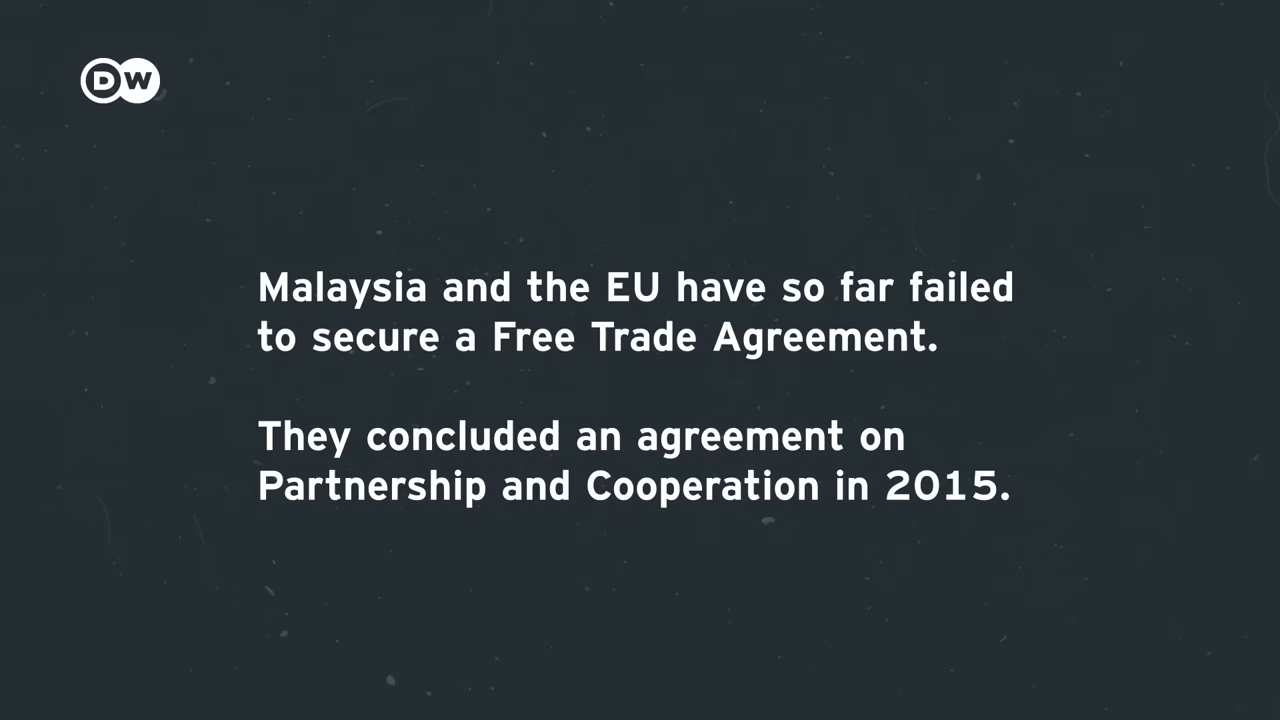 DW
Malaysia and the EU have so far failed
to secure a Free Trade Agreement.
They concluded an agreement on
Partnership and Cooperation in 2015.